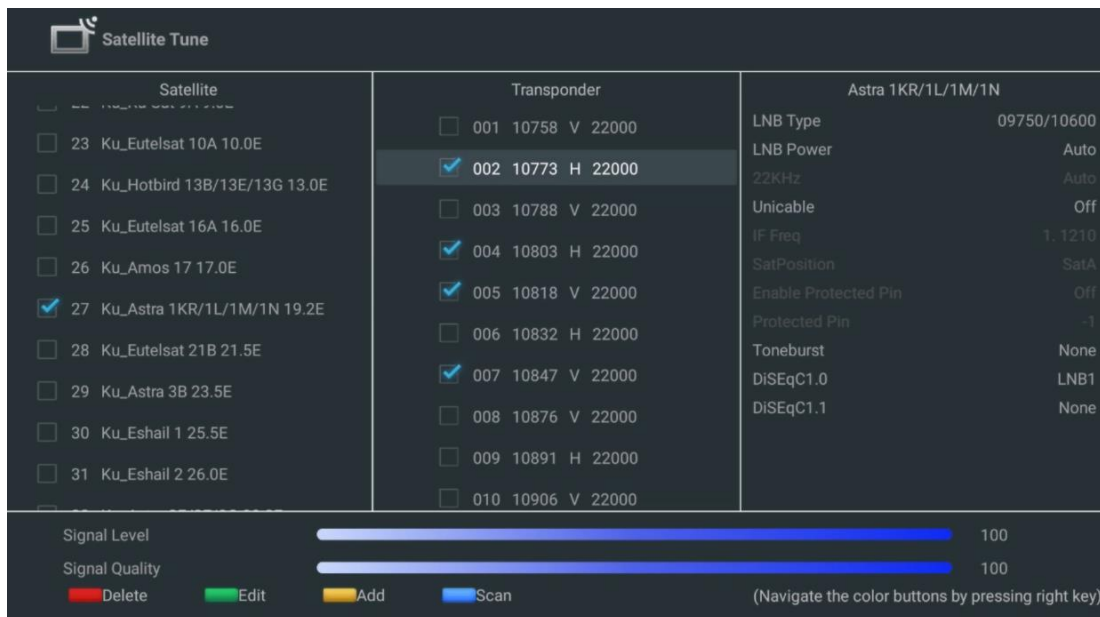 Satellite Tune
Satellite
23 Ku_Eutelsat 10A 10.0E
24 Ku_Hotbird 13B/13E/13G 13.0E
25 Ku_Eutelsat 16A 16.0E
26 Ku_Amos 17 17.0E
27 Ku_Astra 1KR/1L/1M/1N 19.2E
28 Ku_Eutelsat 21B 21.5E
29 Ku_Astra 3B 23.5E
30 Ku_Eshail 1 25.5E
31 Ku_Eshail 2 26.0E
Transponder
001 10758 V 22000
002 10773 H 22000
003 10788 V 22000
004 10803 H 22000
005 10818 V 22000
006 10832 H 22000
007 10847 V 22000
008 10876 V 22000
009 10891 H 22000
010 10906 V 22000
Astra 1KR/1L/1M/1N
LNB Type 09750/10600
LNB Power Auto
22KHz Auto
Unicable Off
IF Freq 1. 1210
SatPosition SatA
Enable Protected Pin Off
Protected Pin -1
Toneburst None
DiSEqC1.0 LNB1
DiSEqC1.1 None
Signal Level 100
Signal Quality 100
Delete Edit Add Scan (Navigate the color buttons by pressing right key)